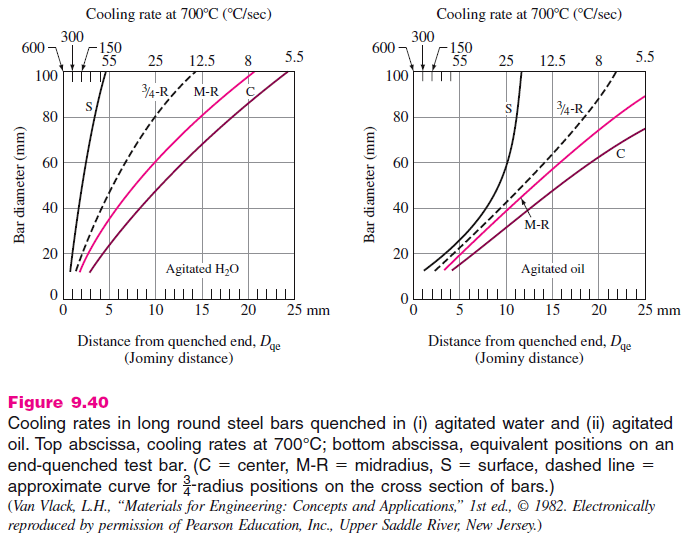 Cooling rate at 700°C (°C/sec)
600 300 150 55 25 12.5 8 5.5
100
80
60
40
20
0
Bar diameter (mm)
S
¾-R
M-R
C
Agitated H₂O
0 5 10 15 20 25 mm
Distance from quenched end, Dqe
(Jominy distance)
Cooling rate at 700°C (°C/sec)
600 300 150 55 25 12.5 8 5.5
100
80
60
40
20
0
Bar diameter (mm)
S
¾-R
C
M-R
Agitated oil
0 5 10 15 20 25 mm
Distance from quenched end, Dqe
(Jominy distance)
Figure 9.40
Cooling rates in long round steel bars quenched in (i) agitated water and (ii) agitated
oil. Top abscissa, cooling rates at 700°C; bottom abscissa, equivalent positions on an
end-quenched test bar. (C = center, M-R = midradius, S = surface, dashed line =
approximate curve for ¾-radius positions on the cross section of bars.)
(Van Vlack, L.H., “Materials for Engineering: Concepts and Applications,” 1st ed., © 1982. Electronically
reproduced by permission of Pearson Education, Inc., Upper Saddle River, New Jersey.)